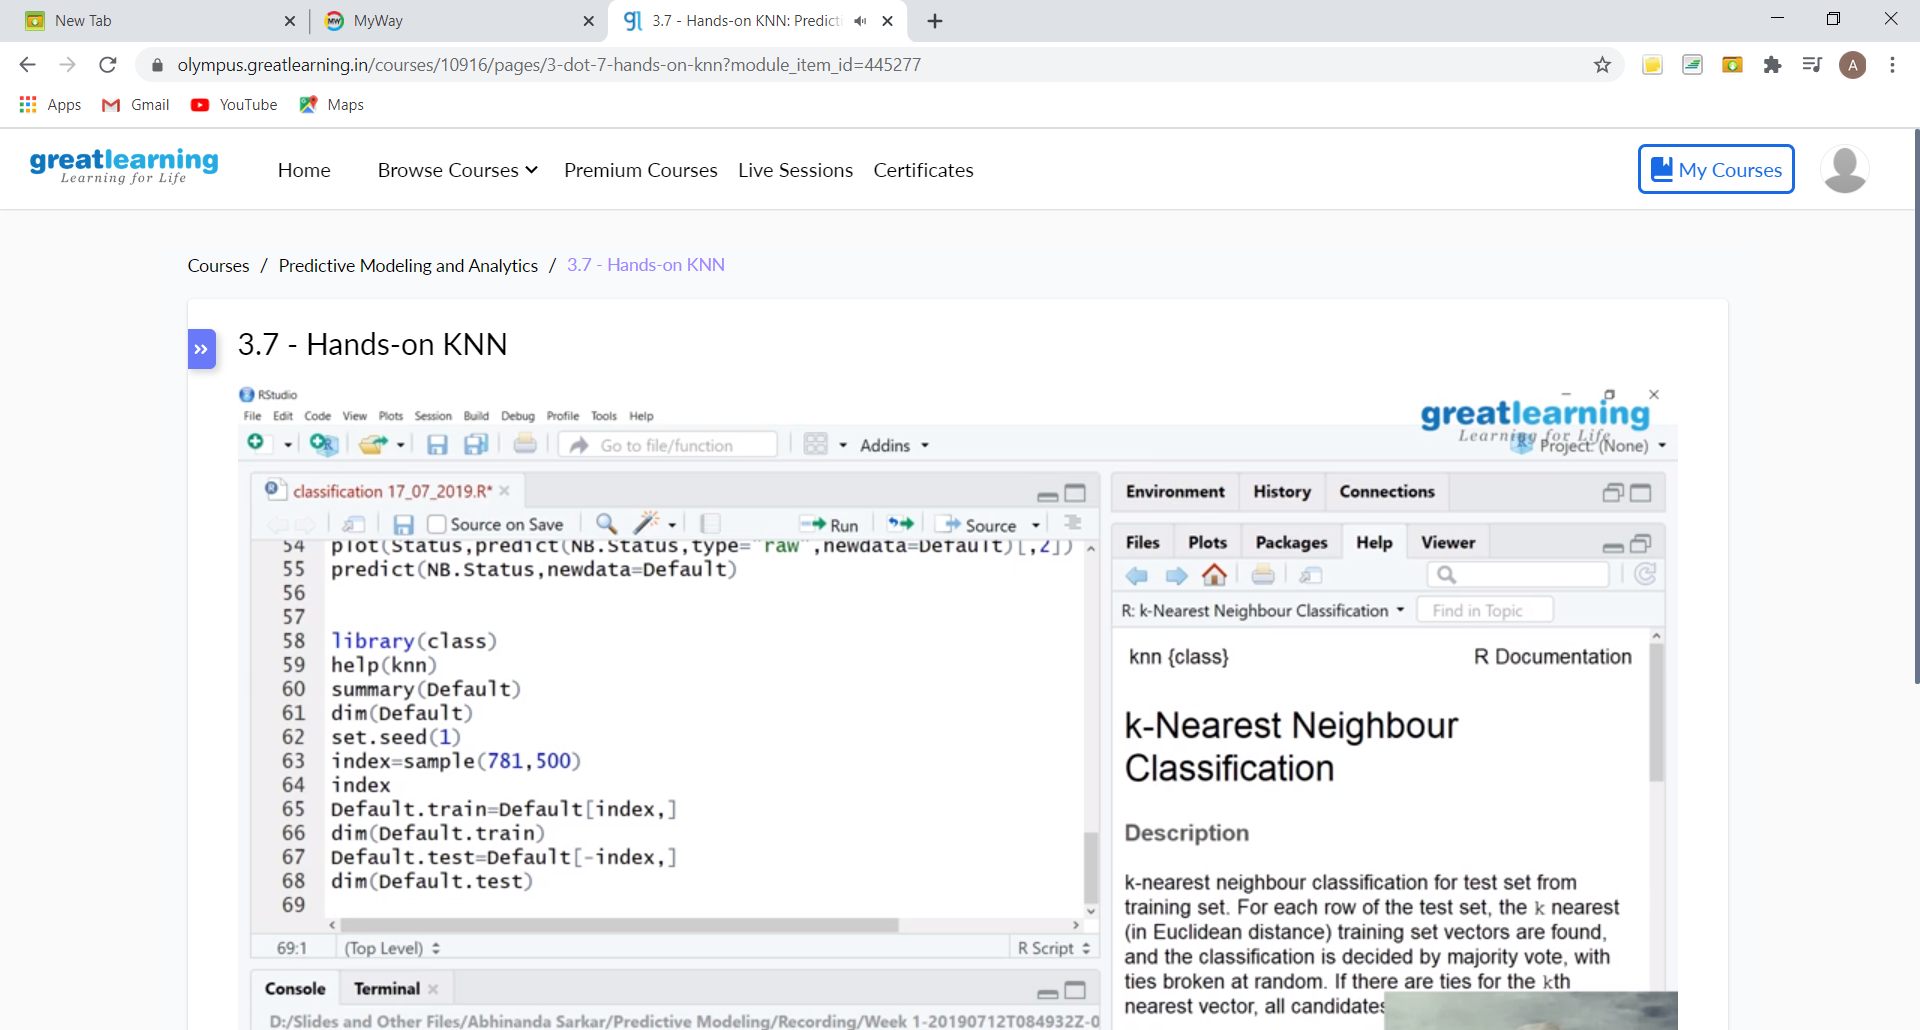 New Tab
MyWay
3.7 - Hands-on KNN: Predicti
olympus.greatlearning.in/courses/10916/pages/3-dot-7-hands-on-knn?module_item_id=445277
A
Apps Gmail YouTube Maps
greatlearning
Learning for Life
Home Browse Courses Premium Courses Live Sessions Certificates
My Courses
Courses / Predictive Modeling and Analytics / 3.7 - Hands-on KNN
3.7 - Hands-on KNN
RStudio
File Edit Code View Plots Session Build Debug Profile Tools Help
greatlearning
Learning for Life
Go to file/function Addins Project: (None)
classification 17_07_2019.R*
Source on Save Run Source
54 plot(Status,predict(NB.Status,type="raw",newdata=Default)[,2])
55 predict(NB.Status,newdata=Default)
56
57
58 library(class)
59 help(knn)
60 summary(Default)
61 dim(Default)
62 set.seed(1)
63 index=sample(781,500)
64 index
65 Default.train=Default[index,]
66 dim(Default.train)
67 Default.test=Default[-index,]
68 dim(Default.test)
69
69:1 (Top Level) R Script
Console Terminal
D:/Slides and Other Files/Abhinanda Sarkar/Predictive Modeling/Recording/Week 1-20190712T084932Z-0
Environment History Connections
Files Plots Packages Help Viewer
R: k-Nearest Neighbour Classification Find in Topic
knn {class} R Documentation
k-Nearest Neighbour
Classification
Description
k-nearest neighbour classification for test set from
training set. For each row of the test set, the k nearest
(in Euclidean distance) training set vectors are found,
and the classification is decided by majority vote, with
ties broken at random. If there are ties for the kth
nearest vector, all candidates